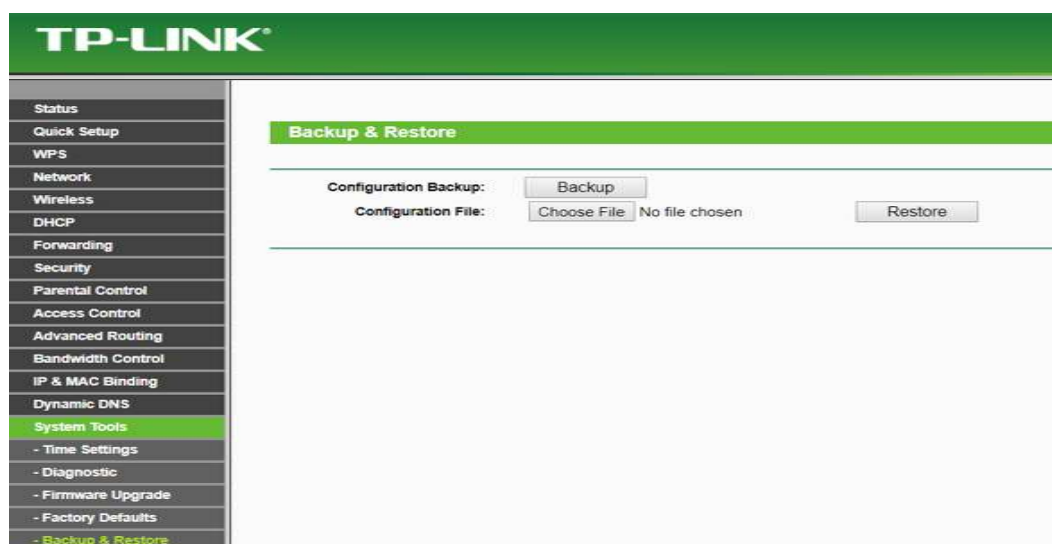 TP-LINK®
Status
Quick Setup
WPS
Network
Wireless
DHCP
Forwarding
Security
Parental Control
Access Control
Advanced Routing
Bandwidth Control
IP & MAC Binding
Dynamic DNS
System Tools
- Time Settings
- Diagnostic
- Firmware Upgrade
- Factory Defaults
- Backup & Restore
Backup & Restore
Configuration Backup: Backup
Configuration File: Choose File No file chosen Restore